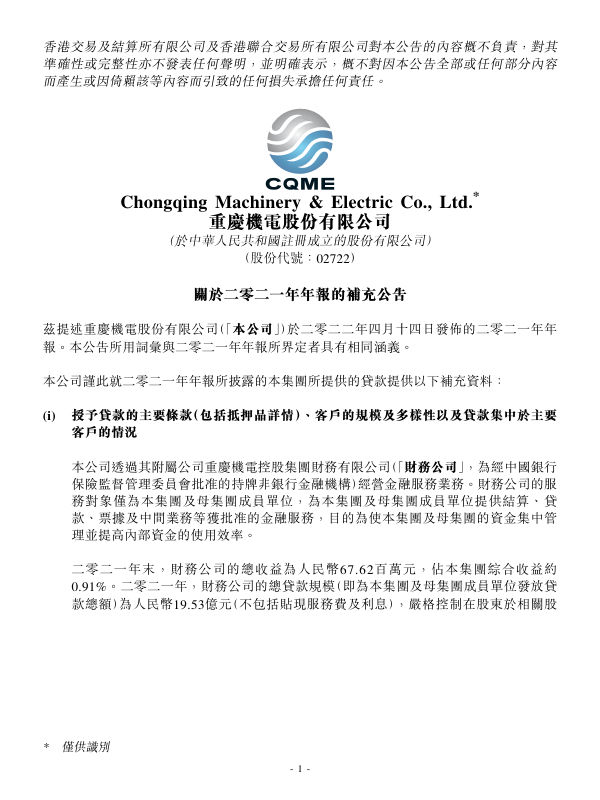 香港交易及結算所有限公司及香港聯合交易所有限公司對本公告的內容概不負責，對其
準確性或完整性亦不發表任何聲明，並明確表示，概不對因本公告全部或任何部分內容
而產生或因倚賴該等內容而引致的任何損失承擔任何責任。
CQME
Chongqing Machinery & Electric Co., Ltd.*
重慶機電股份有限公司
(於中華人民共和國註冊成立的股份有限公司)
(股份代號：02722)
關於二零二一年年報的補充公告
茲提述重慶機電股份有限公司(「本公司」)於二零二二年四月十四日發佈的二零二一年年
報。本公告所用詞彙與二零二一年年報所界定者具有相同涵義。
本公司謹此就二零二一年年報所披露的本集團所提供的貸款提供以下補充資料：
(i) 授予貸款的主要條款(包括抵押品詳情)、客戶的規模及多樣性以及貸款集中於主要
客戶的情況
本公司透過其附屬公司重慶機電控股集團財務有限公司(「財務公司」，為經中國銀行
保險監督管理委員會批准的持牌非銀行金融機構)經營金融服務業務。財務公司的服
務對象僅為本集團及母集團成員單位，為本集團及母集團成員單位提供結算、貸
款、票據及中間業務等獲批准的金融服務，目的為使本集團及母集團的資金集中管
理並提高內部資金的使用效率。
二零二一年末，財務公司的總收益為人民幣67.62百萬元，佔本集團綜合收益約
0.91%。二零二一年，財務公司的總貸款規模(即為本集團及母集團成員單位發放貸
款總額)為人民幣19.53億元(不包括貼現服務費及利息)，嚴格控制在股東於相關股
* 僅供識別
- 1 -